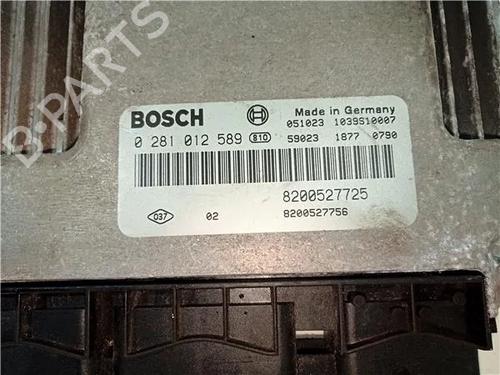 B-PARTS
BOSCH
Made in Germany
0 281 012 589 810
051023 1039S10007
59023 1877 0790
8200527725
037 02 8200527756